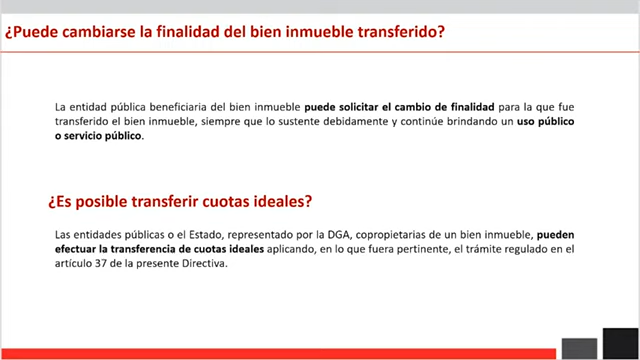 ¿Puede cambiarse la finalidad del bien inmueble transferido?
La entidad pública beneficiaria del bien inmueble puede solicitar el cambio de finalidad para la que fue
transferido el bien inmueble, siempre que lo sustente debidamente y continúe brindando un uso público
o servicio público.
¿Es posible transferir cuotas ideales?
Las entidades públicas o el Estado, representado por la DGA, copropietarias de un bien inmueble, pueden
efectuar la transferencia de cuotas ideales aplicando, en lo que fuera pertinente, el trámite regulado en el
artículo 37 de la presente Directiva.